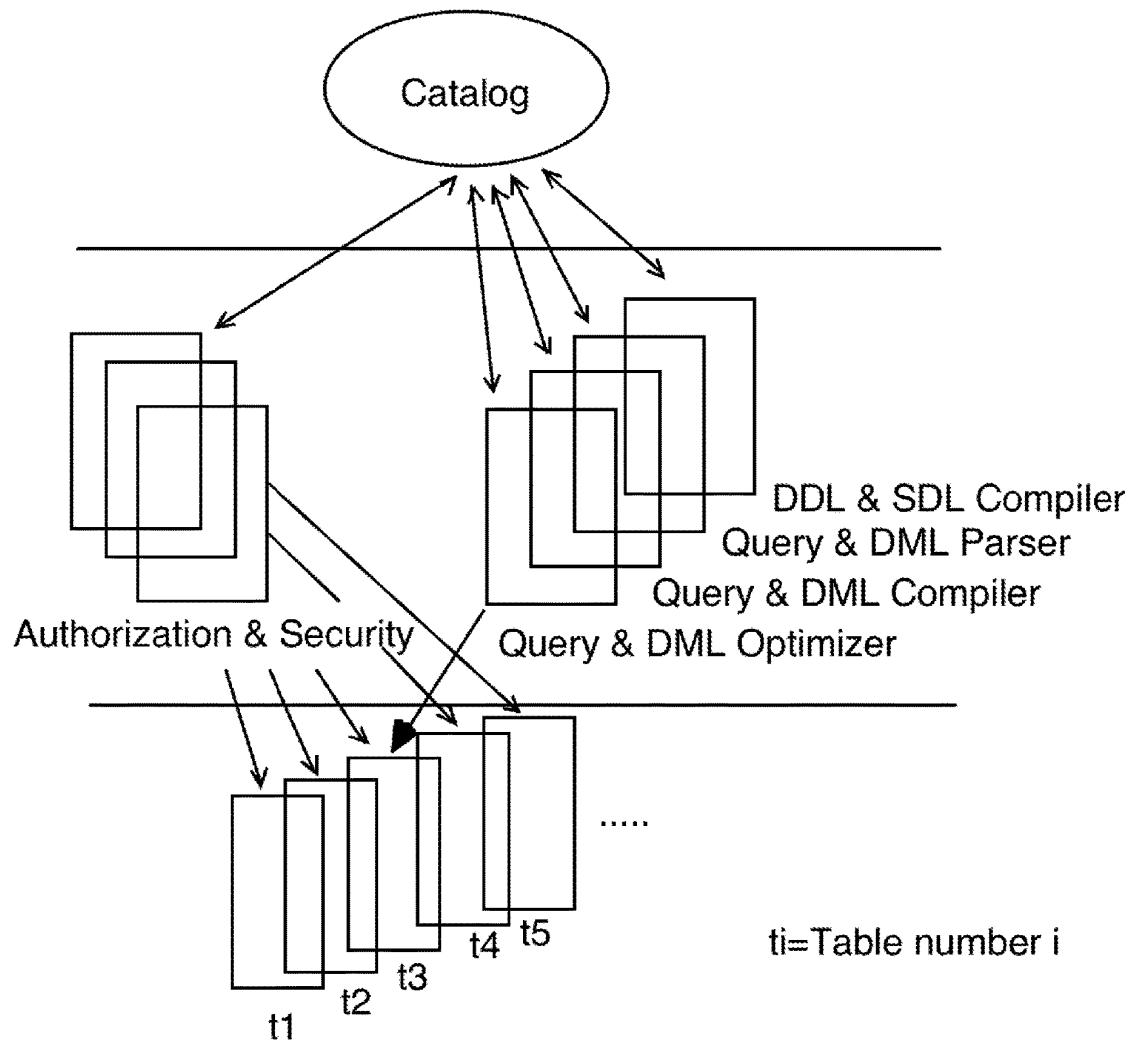 Catalog
DDL & SDL Compiler
Query & DML Parser
Query & DML Compiler
Authorization & Security
Query & DML Optimizer
.....
t5
t4
ti=Table number i
t3
t2
t1